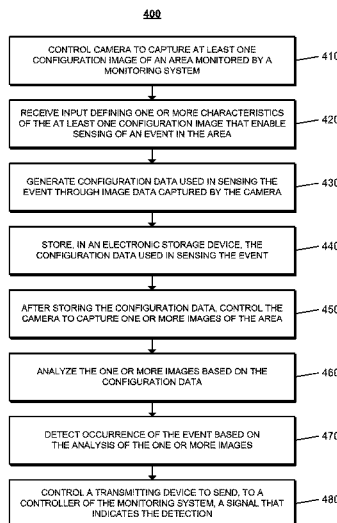 400
CONTROL CAMERA TO CAPTURE AT LEAST ONE
CONFIGURATION IMAGE OF AN AREA MONITORED BY A
MONITORING SYSTEM
410
RECEIVE INPUT DEFINING ONE OR MORE CHARACTERISTICS
OF THE AT LEAST ONE CONFIGURATION IMAGE THAT ENABLE
SENSING OF AN EVENT IN THE AREA
420
GENERATE CONFIGURATION DATA USED IN SENSING THE
EVENT THROUGH IMAGE DATA CAPTURED BY THE CAMERA
430
STORE, IN AN ELECTRONIC STORAGE DEVICE, THE
CONFIGURATION DATA USED IN SENSING THE EVENT
440
AFTER STORING THE CONFIGURATION DATA, CONTROL THE
CAMERA TO CAPTURE ONE OR MORE IMAGES OF THE AREA
450
ANALYZE THE ONE OR MORE IMAGES BASED ON THE
CONFIGURATION DATA
460
DETECT OCCURRENCE OF THE EVENT BASED ON
THE ANALYSIS OF THE ONE OR MORE IMAGES
470
CONTROL A TRANSMITTING DEVICE TO SEND, TO A
CONTROLLER OF THE MONITORING SYSTEM, A SIGNAL THAT
INDICATES THE DETECTION
480